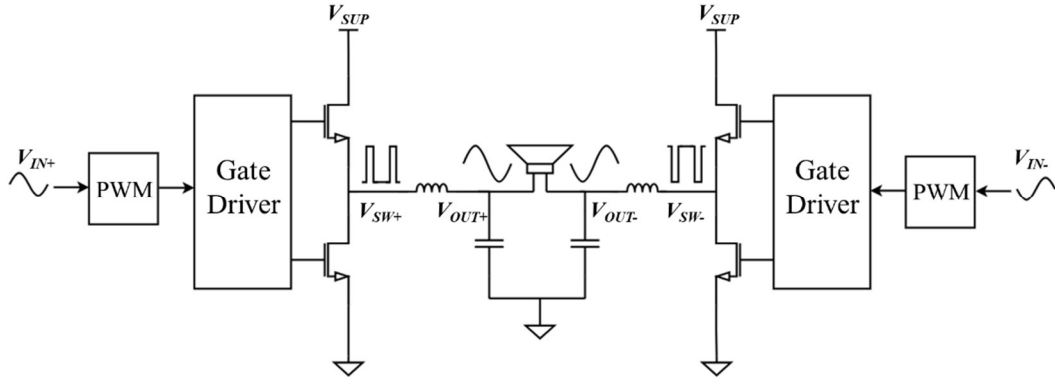 V_SUP V_SUP
V_IN+ PWM Gate Driver V_SW+ V_OUT+ V_OUT- V_SW- Gate Driver PWM V_IN-